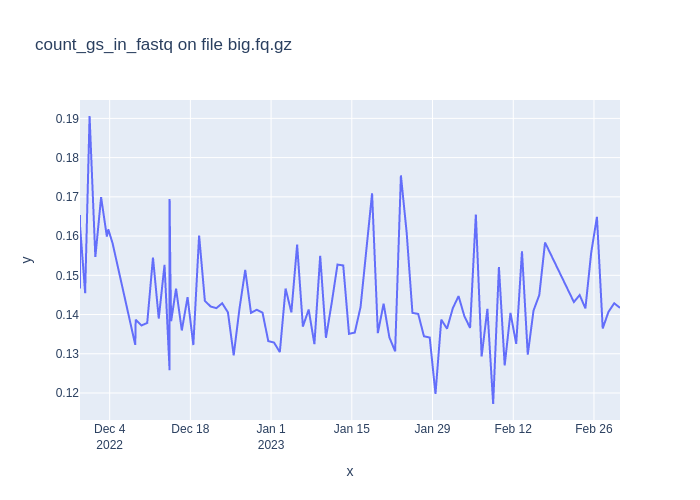 count_gs_in_fastq on file big.fq.gz
0.19
0.18
0.17
0.16
0.15
0.14
0.13
0.12
y
Dec 4
2022
Dec 18
Jan 1
2023
Jan 15
Jan 29
Feb 12
Feb 26
x